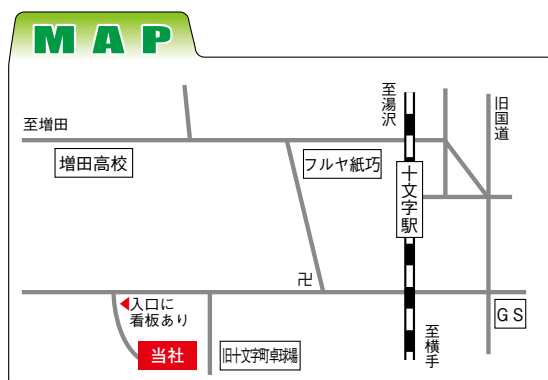 MAP
至増田
至湯沢
旧国道
増田高校
フルヤ紙巧
十文字駅
卍
入口に
看板あり
当社
旧十文字町卓球場
GS
至横手